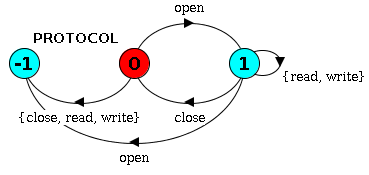 open
PROTOCOL
-1
0
1
{read, write}
{close, read, write}
close
open